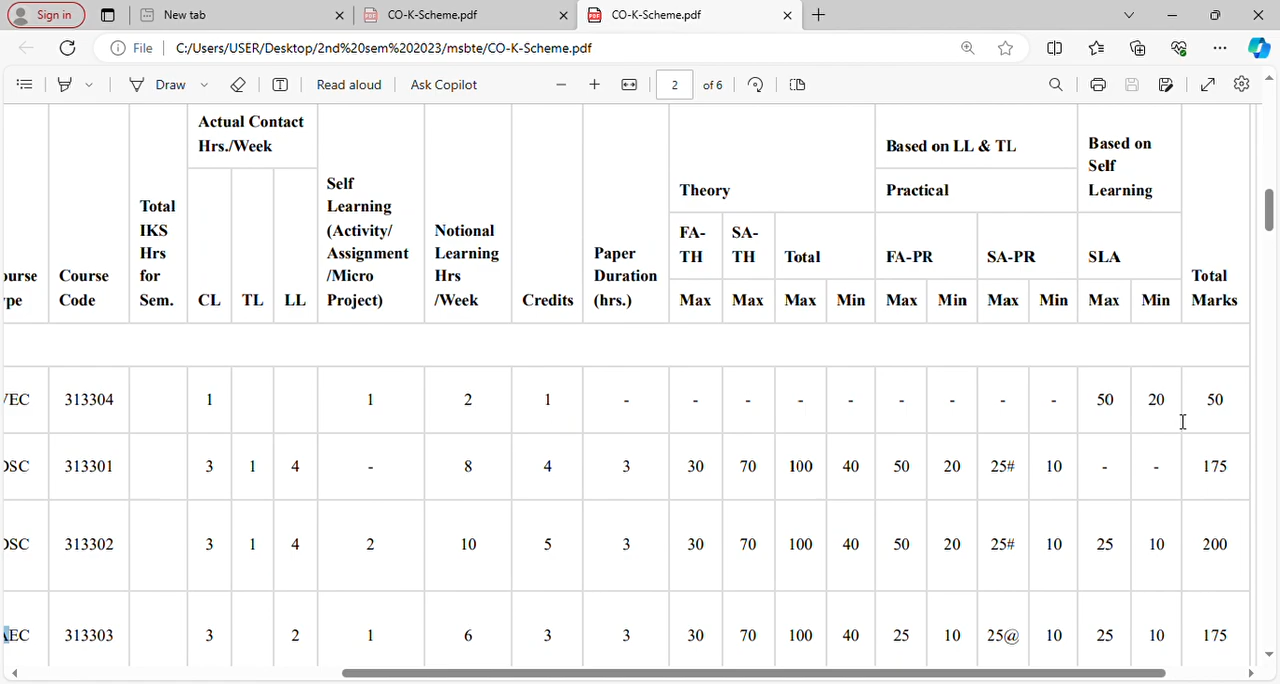 Sign in
New tab
CO-K-Scheme.pdf
CO-K-Scheme.pdf
File C:/Users/USER/Desktop/2nd%20sem%202023/msbte/CO-K-Scheme.pdf
Draw Read aloud Ask Copilot 2 of 6
ourse
pe
Course
Code
Total
IKS
Hrs
for
Sem.
Actual Contact
Hrs./Week
CL TL LL
Self
Learning
(Activity/
Assignment
/Micro
Project)
Notional
Learning
Hrs
/Week
Credits
Paper
Duration
(hrs.)
Theory
FA-
TH
SA-
TH
Total
Max Max Max Min
Based on LL & TL
Practical
FA-PR SA-PR
Max Min Max Min
Based on
Self
Learning
SLA
Max Min
Total
Marks
VEC 313304 1 1 2 1 - - - - - - - - - 50 20 50
DSC 313301 3 1 4 - 8 4 3 30 70 100 40 50 20 25# 10 - - 175
DSC 313302 3 1 4 2 10 5 3 30 70 100 40 50 20 25# 10 25 10 200
AEC 313303 3 2 1 6 3 3 30 70 100 40 25 10 25@ 10 25 10 175